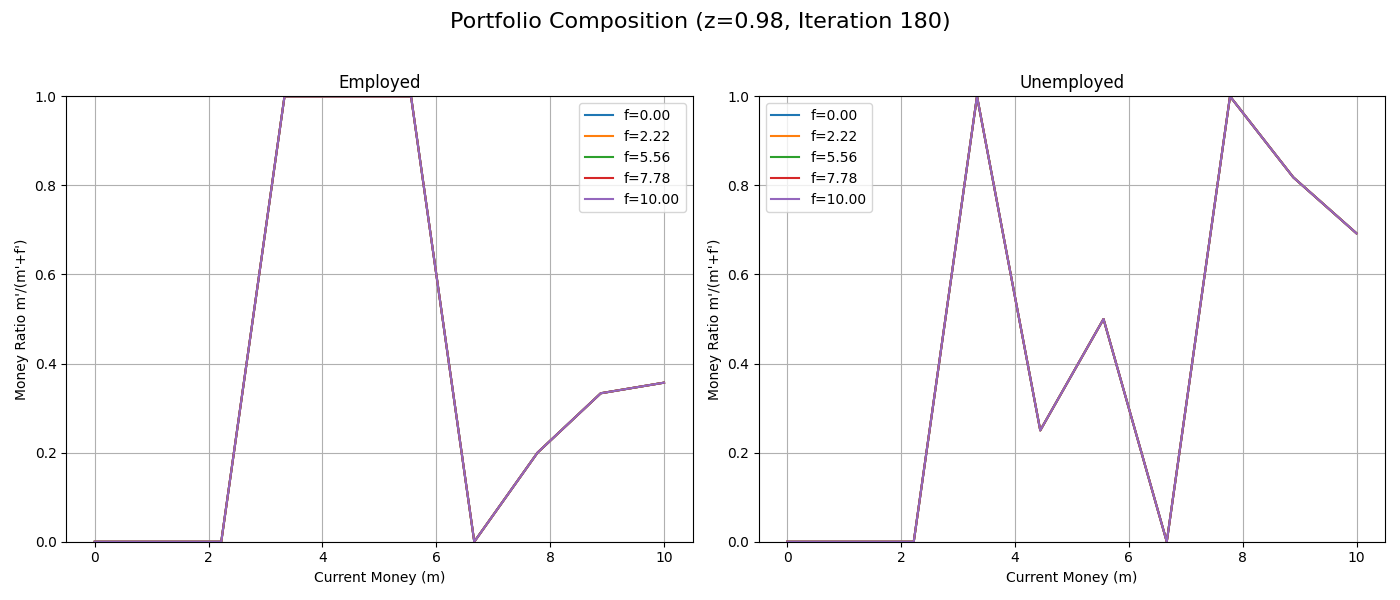 Portfolio Composition (z=0.98, Iteration 180)
Employed
Money Ratio m'/(m'+f')
1.0
0.8
0.6
0.4
0.2
0.0
0 2 4 6 8 10
Current Money (m)
f=0.00
f=2.22
f=5.56
f=7.78
f=10.00
Unemployed
Money Ratio m'/(m'+f')
1.0
0.8
0.6
0.4
0.2
0.0
0 2 4 6 8 10
Current Money (m)
f=0.00
f=2.22
f=5.56
f=7.78
f=10.00